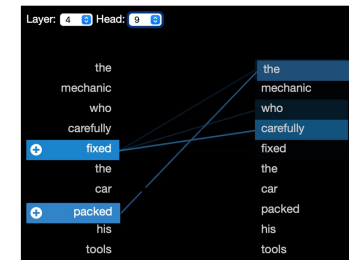 Layer: 4 Head: 9
the the
mechanic mechanic
who who
carefully carefully
fixed fixed
the the
car car
packed packed
his his
tools tools